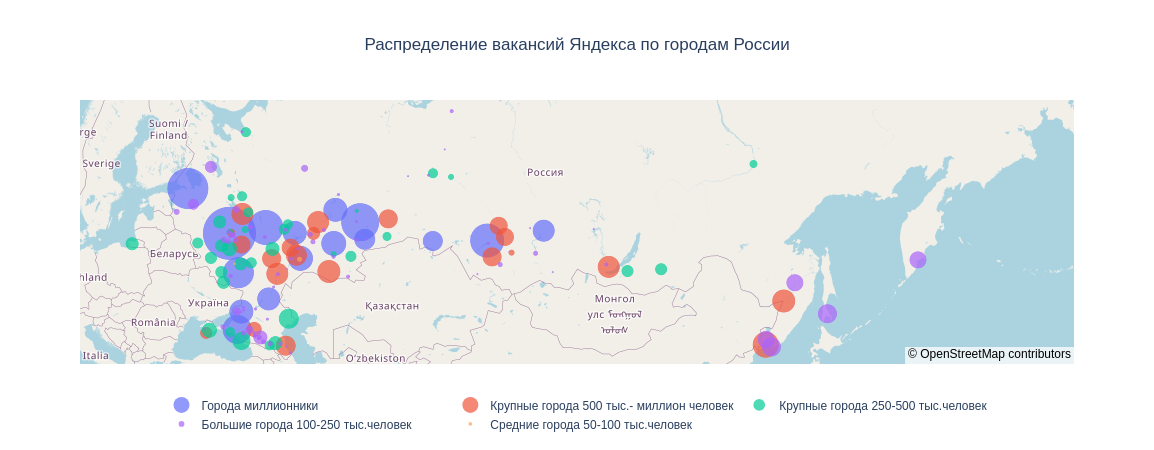 Распределение вакансий Яндекса по городам России
Suomi /
Finland
rge
Sverige
Россия
Беларусь
hland
Україна
România
Italia
Қазақстан
O'zbekiston
Монгол
улс
© OpenStreetMap contributors
Города миллионники
Крупные города 500 тыс.- миллион человек
Крупные города 250-500 тыс.человек
Большие города 100-250 тыс.человек
Средние города 50-100 тыс.человек